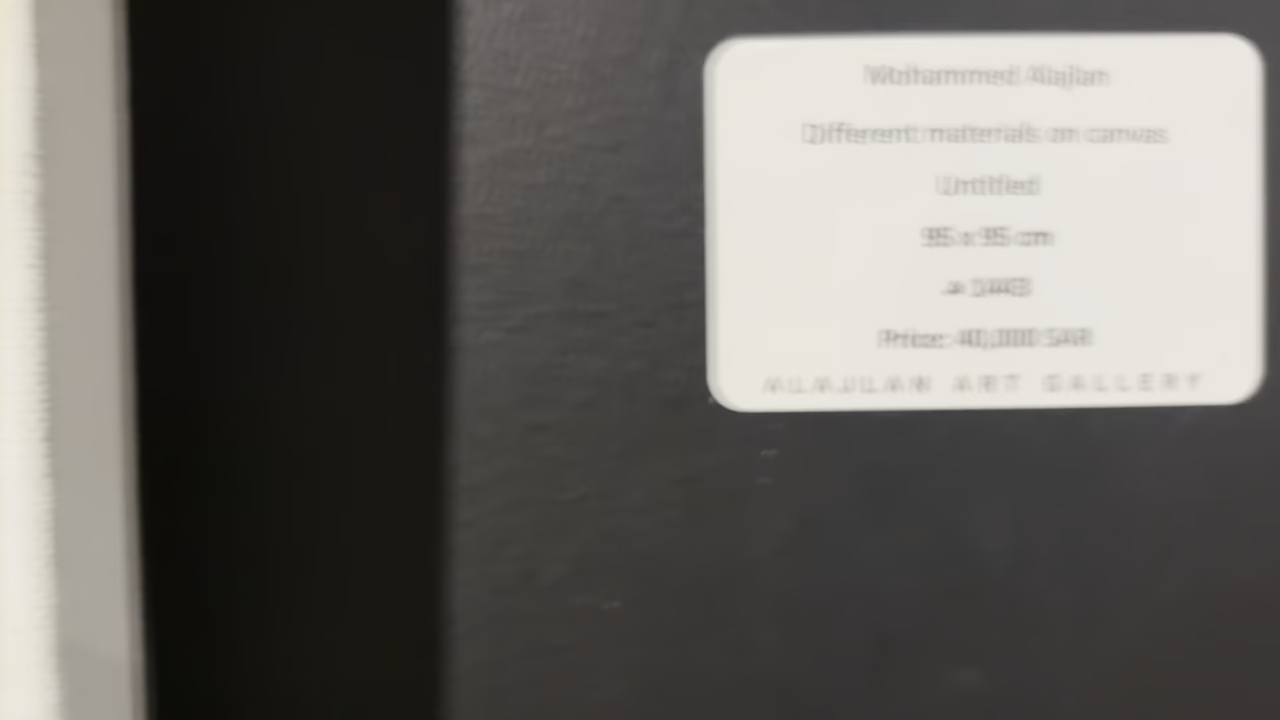 Mohammed Alajlan
Different materials on canvas
Untitled
95 x 95 cm
Price: 40,000 SAR
ALAJLAN ART GALLERY